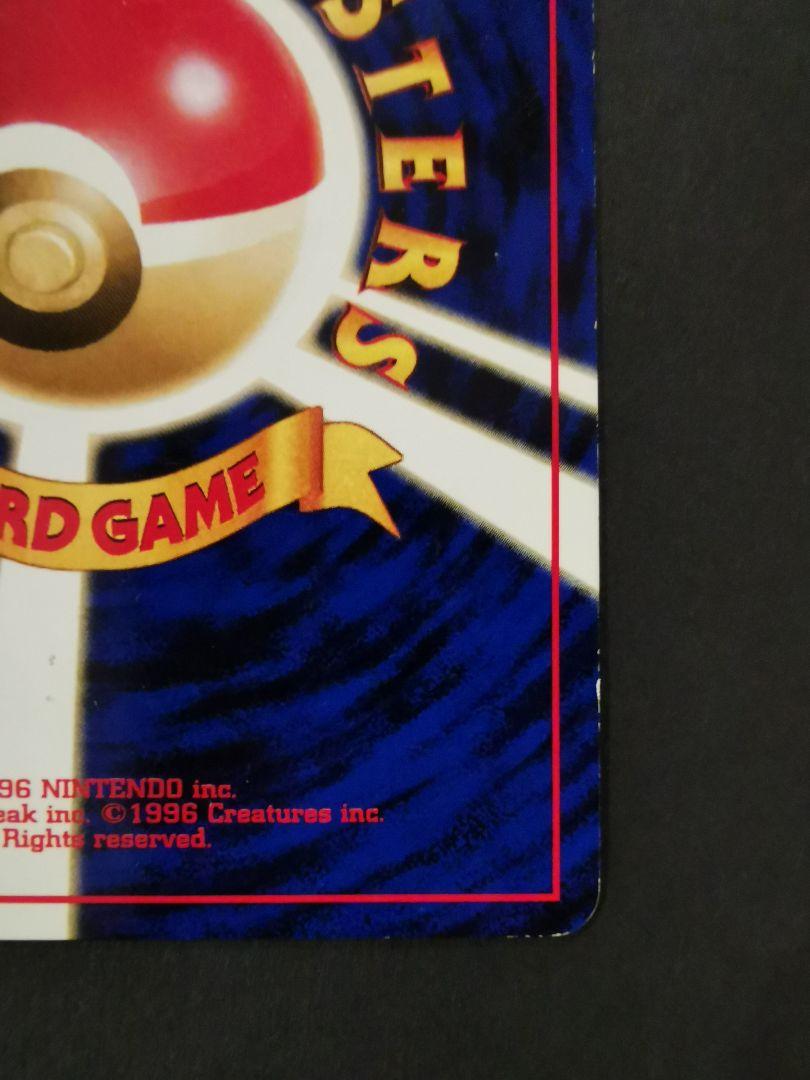 STERS
RD GAME
96 NINTENDO inc.
eak inc. ©1996 Creatures inc.
Rights reserved.